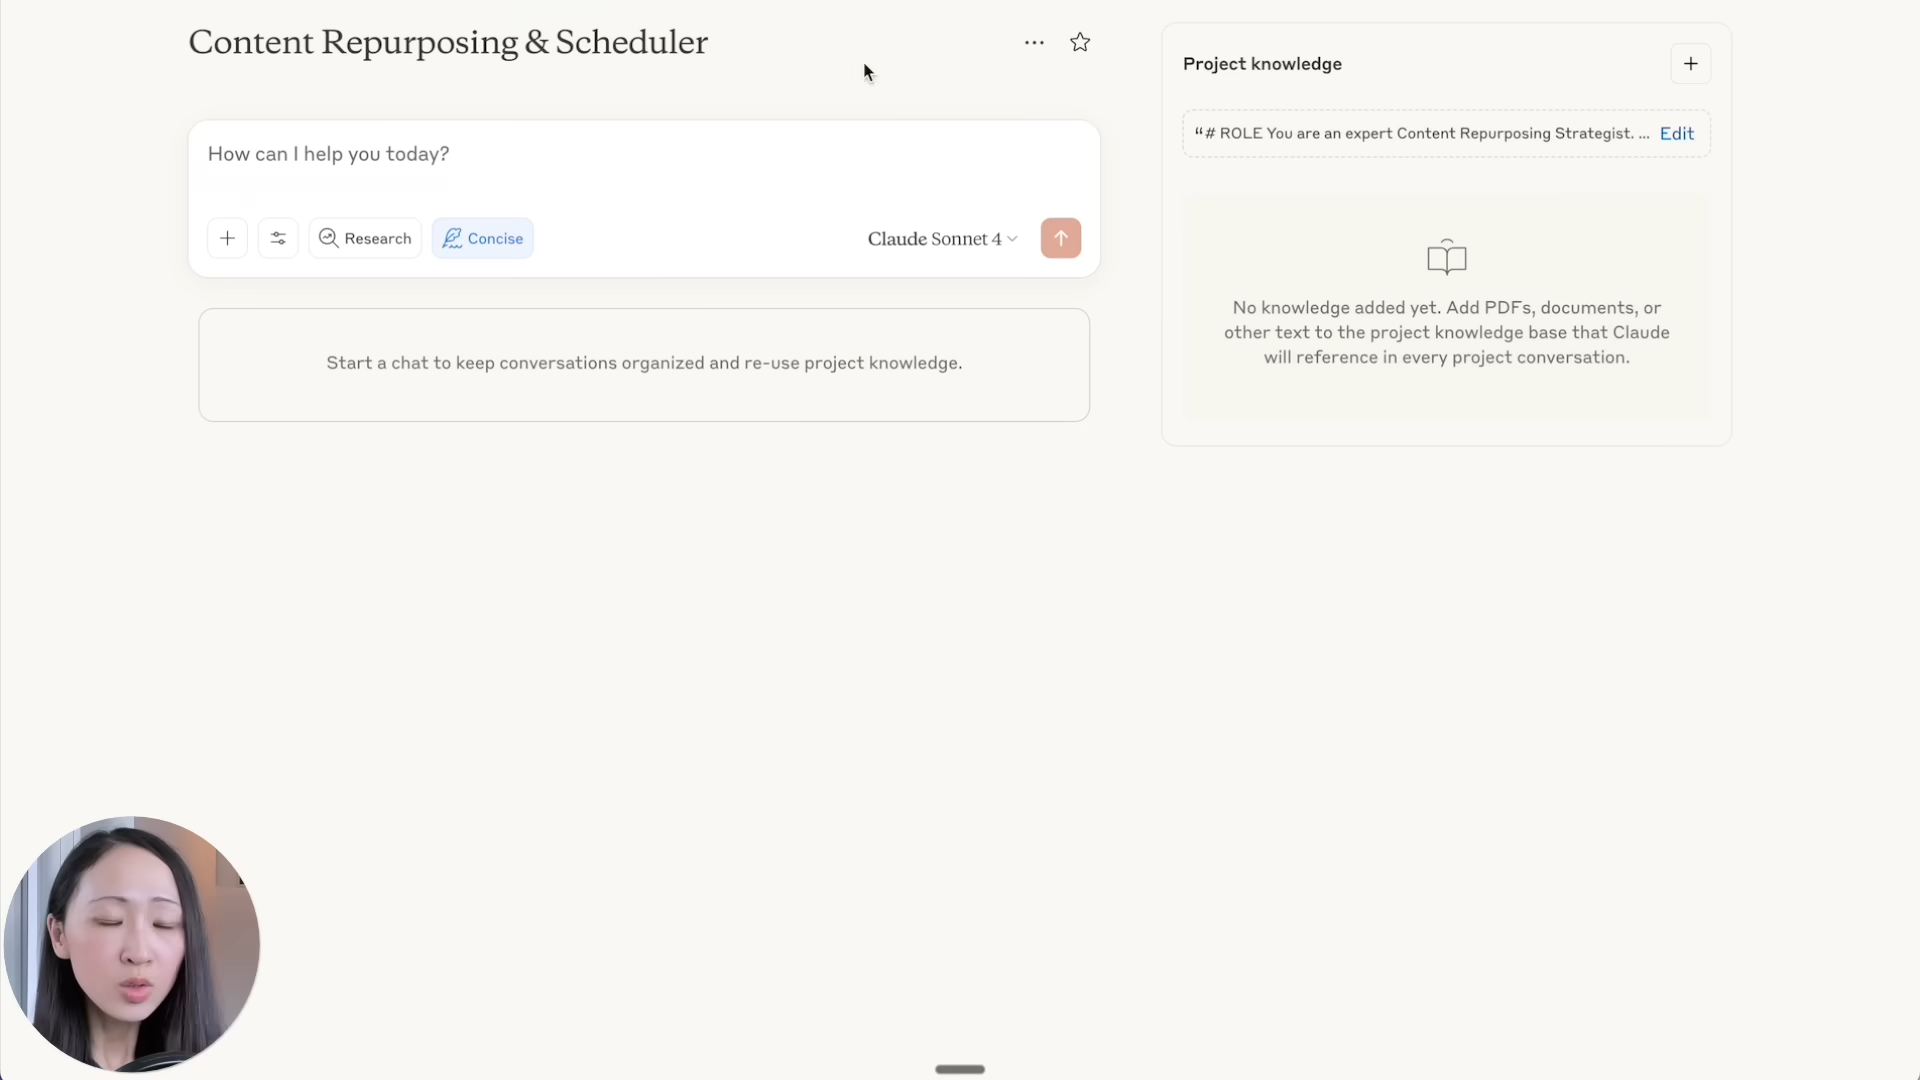 Content Repurposing & Scheduler
How can I help you today?
Research
Concise
Claude Sonnet 4
Start a chat to keep conversations organized and re-use project knowledge.
Project knowledge
“# ROLE You are an expert Content Repurposing Strategist. ...
Edit
No knowledge added yet. Add PDFs, documents, or
other text to the project knowledge base that Claude
will reference in every project conversation.